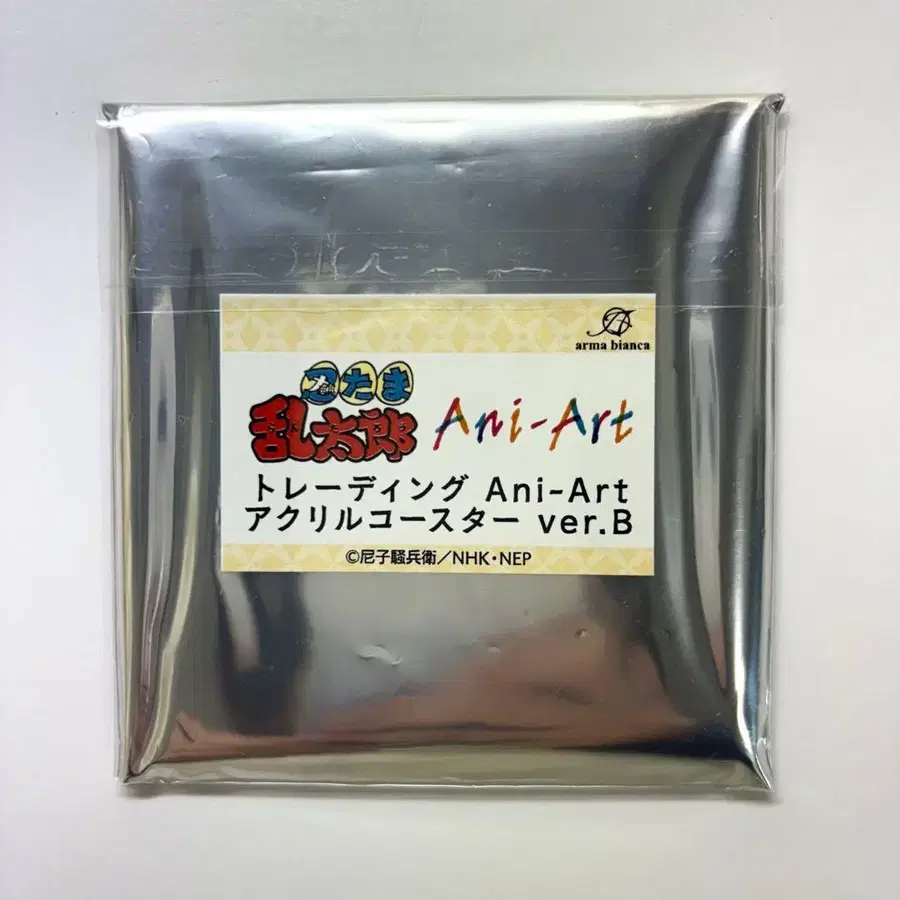 arma bianca
忍たま
乱太郎 Ani-Art
トレーディング Ani-Art
アクリルコースター ver.B
©尼子騒兵衛／NHK・NEP